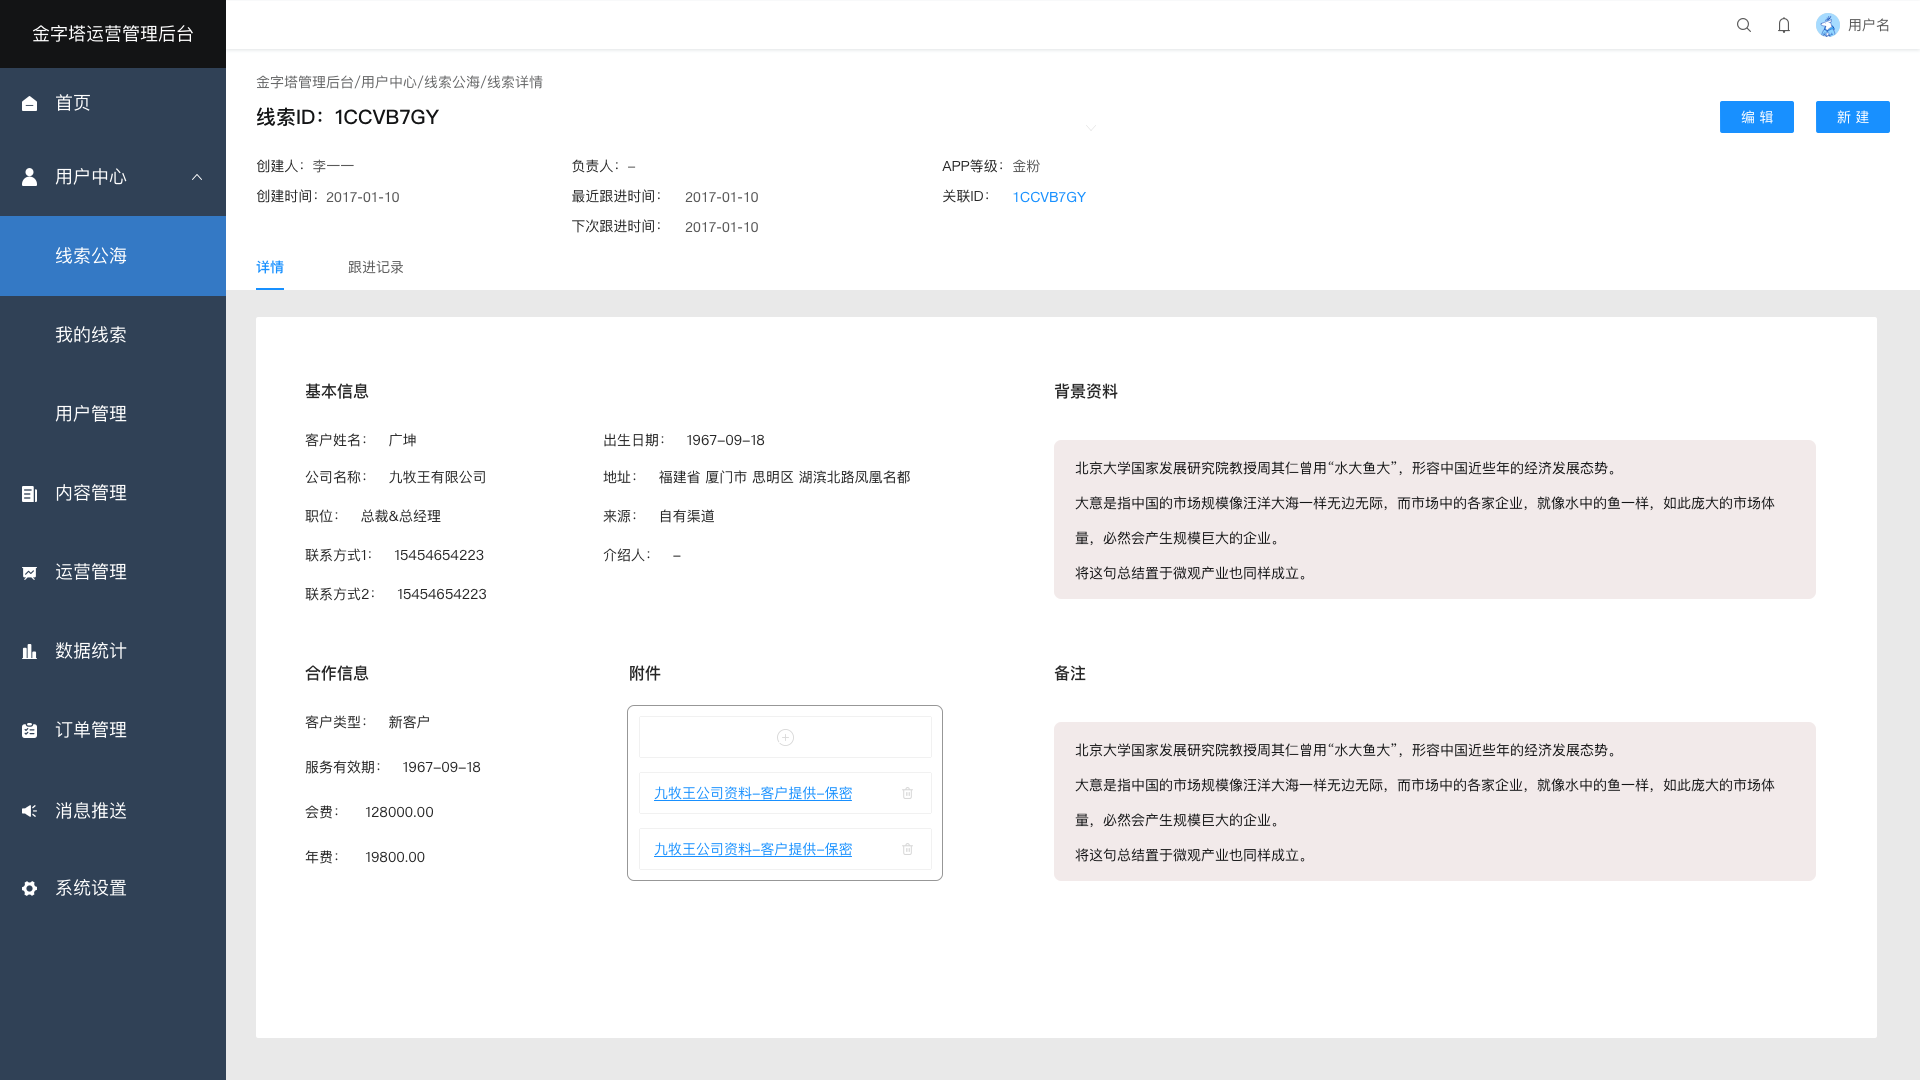 金字塔运营管理后台
用户名
首页
用户中心
线索公海
我的线索
用户管理
内容管理
运营管理
数据统计
订单管理
消息推送
系统设置
金字塔管理后台/用户中心/线索公海/线索详情
线索ID：1CCVB7GY
编 辑
新 建
创建人：李一一
负责人：–
APP等级：金粉
创建时间：2017-01-10
最近跟进时间： 2017-01-10
关联ID： 1CCVB7GY
下次跟进时间： 2017-01-10
详情
跟进记录
基本信息
客户姓名： 广坤
出生日期： 1967–09–18
公司名称： 九牧王有限公司
地址： 福建省 厦门市 思明区 湖滨北路凤凰名都
职位： 总裁&总经理
来源： 自有渠道
联系方式1： 15454654223
介绍人： –
联系方式2： 15454654223
背景资料
北京大学国家发展研究院教授周其仁曾用“水大鱼大”，形容中国近些年的经济发展态势。
大意是指中国的市场规模像汪洋大海一样无边无际，而市场中的各家企业，就像水中的鱼一样，如此庞大的市场体
量，必然会产生规模巨大的企业。
将这句总结置于微观产业也同样成立。
合作信息
客户类型： 新客户
服务有效期： 1967–09–18
会费： 128000.00
年费： 19800.00
附件
九牧王公司资料–客户提供–保密
九牧王公司资料–客户提供–保密
备注
北京大学国家发展研究院教授周其仁曾用“水大鱼大”，形容中国近些年的经济发展态势。
大意是指中国的市场规模像汪洋大海一样无边无际，而市场中的各家企业，就像水中的鱼一样，如此庞大的市场体
量，必然会产生规模巨大的企业。
将这句总结置于微观产业也同样成立。